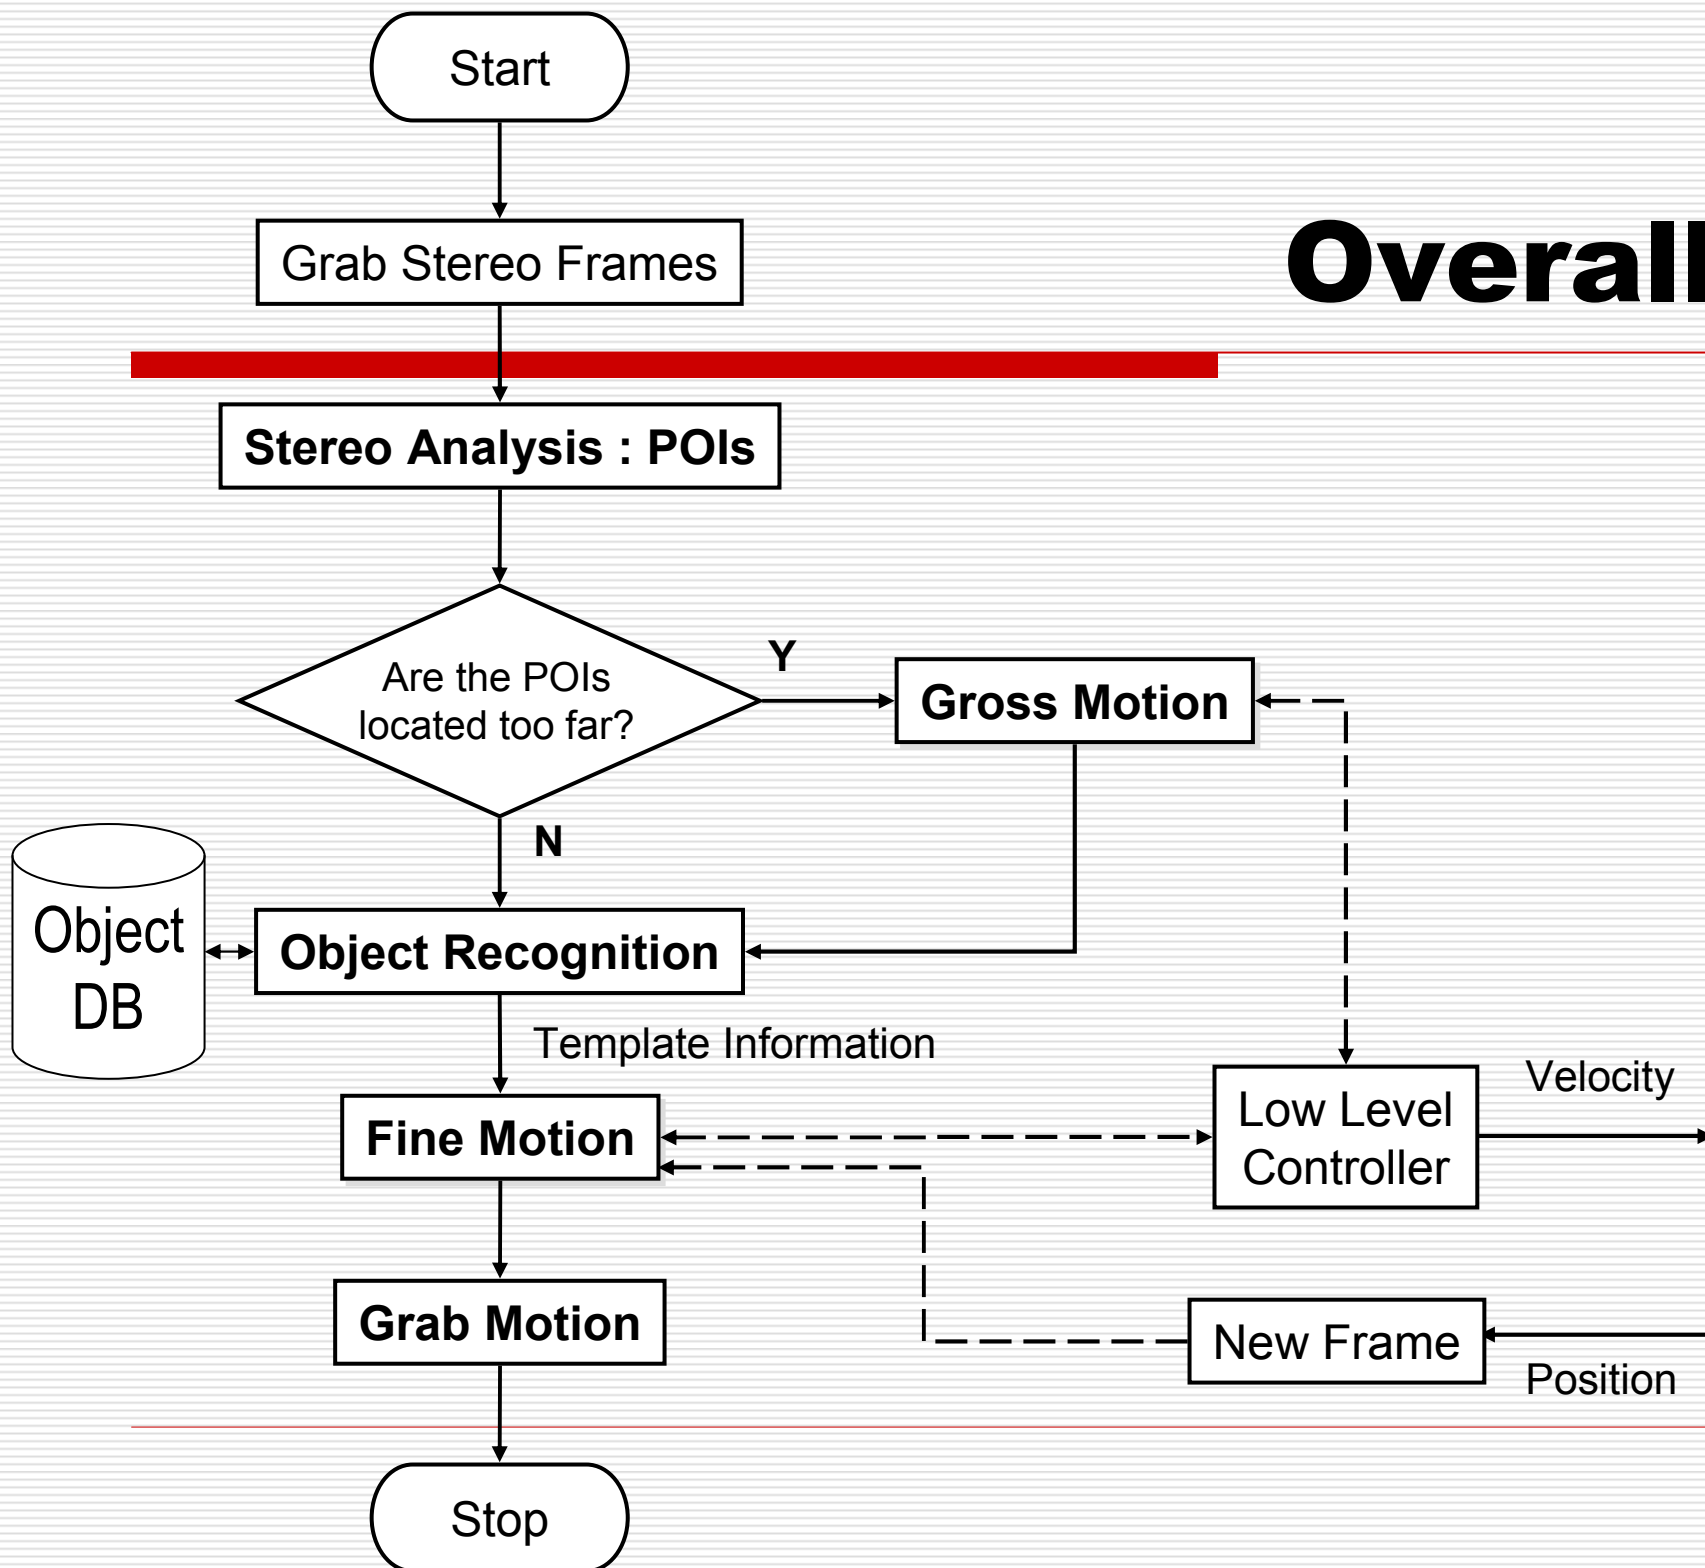 Start
Grab Stereo Frames
Overall
Stereo Analysis : POIs
Are the POIs
located too far?
Y
Gross Motion
N
Object
DB
Object Recognition
Template Information
Fine Motion
Low Level
Controller
Velocity
Grab Motion
New Frame
Position
Stop